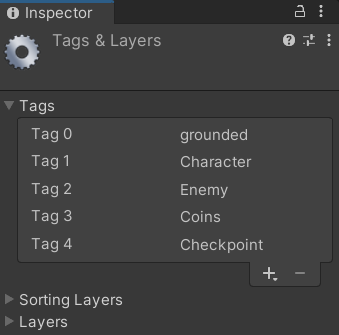 Inspector
Tags & Layers
Tags
Tag 0 grounded
Tag 1 Character
Tag 2 Enemy
Tag 3 Coins
Tag 4 Checkpoint
Sorting Layers
Layers